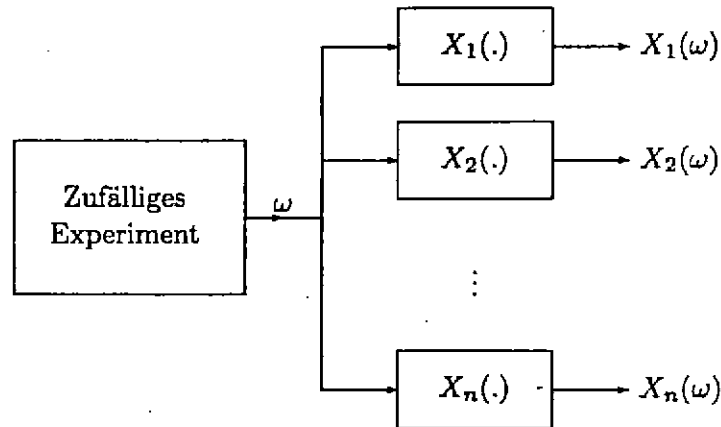 X₁(.)
X₁(ω)
X₂(.)
X₂(ω)
Zufälliges
Experiment
ω
⋮
Xₙ(.)
Xₙ(ω)